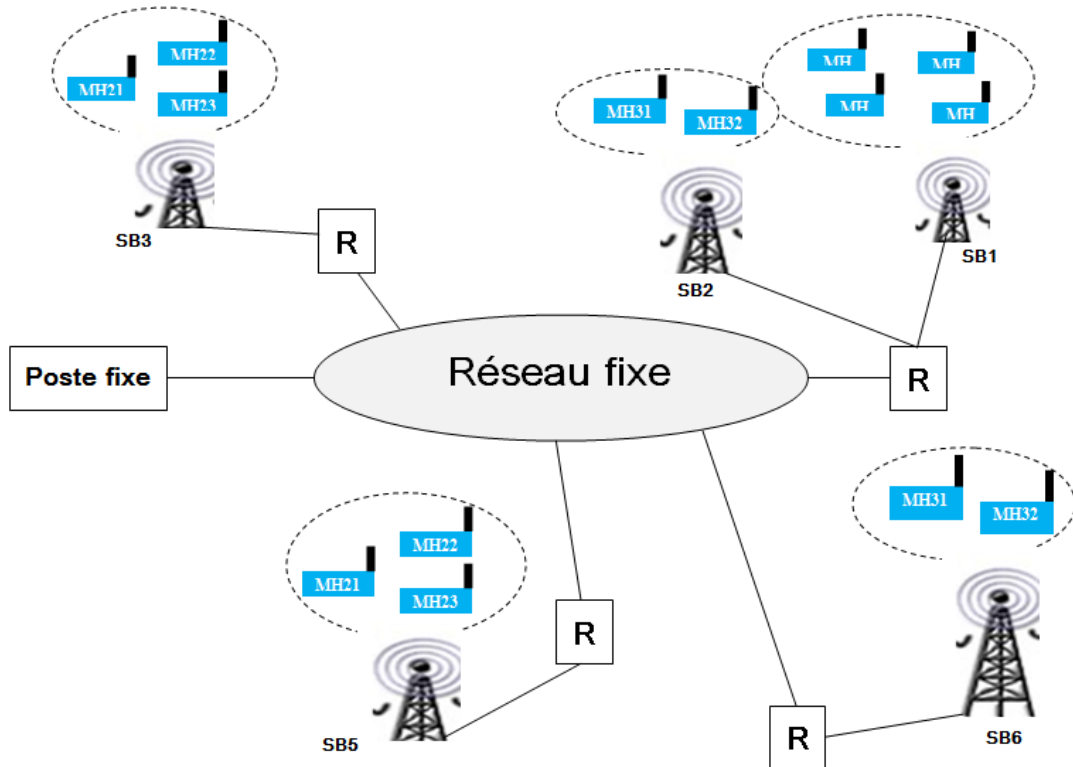 MH22
MH21
MH23
MH31
MH32
MH
MH
MH
MH
SB3
R
SB2
SB1
Poste fixe
Réseau fixe
R
MH31
MH32
MH22
MH21
MH23
R
SB5
R
SB6